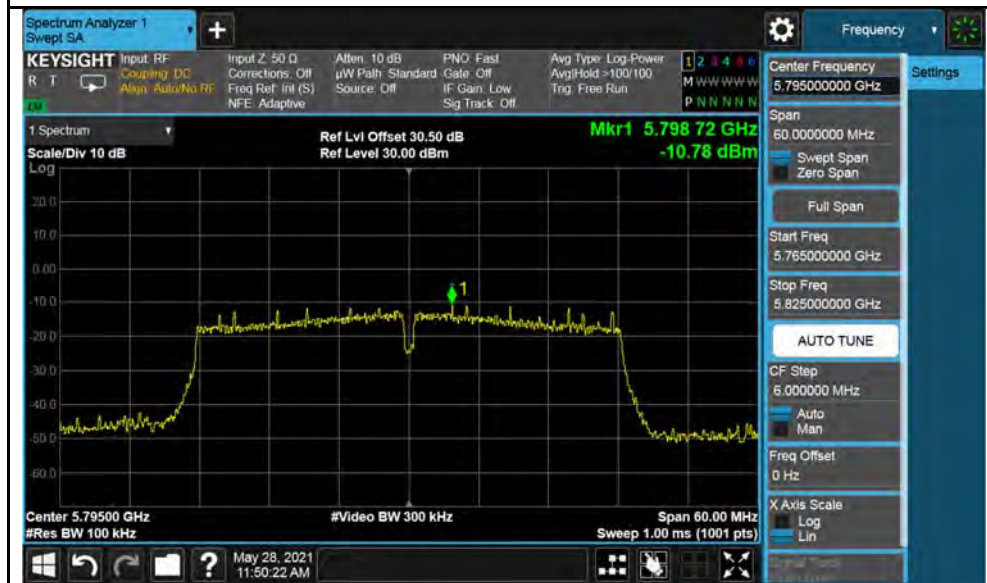 Spectrum Analyzer 1
Swept SA
+
Frequency
KEYSIGHT
R T
LXI
Input: RF
Coupling: DC
Align: Auto/No RF
Input Z: 50 Ω
Corrections: Off
Freq Ref: Int (S)
NFE: Adaptive
Atten: 10 dB
µW Path: Standard
Source: Off
PNO: Fast
Gate: Off
IF Gain: Low
Sig Track: Off
Avg Type: Log-Power
Avg|Hold: >100/100
Trig: Free Run
1 2 3 4 5 6
M W W W W W
P N N N N N
1 Spectrum
Scale/Div 10 dB
Log
Ref Lvl Offset 30.50 dB
Ref Level 30.00 dBm
Mkr1 5.798 72 GHz
-10.78 dBm
20.0
10.0
0.00
-10.0
-20.0
-30.0
-40.0
-50.0
-60.0
1
Center 5.79500 GHz
#Res BW 100 kHz
#Video BW 300 kHz
Span 60.00 MHz
Sweep 1.00 ms (1001 pts)
Center Frequency
5.795000000 GHz
Settings
Span
60.0000000 MHz
Swept Span
Zero Span
Full Span
Start Freq
5.765000000 GHz
Stop Freq
5.825000000 GHz
AUTO TUNE
CF Step
6.000000 MHz
Auto
Man
Freq Offset
0 Hz
X Axis Scale
Log
Lin
Signal Track
?
May 28, 2021
11:50:22 AM